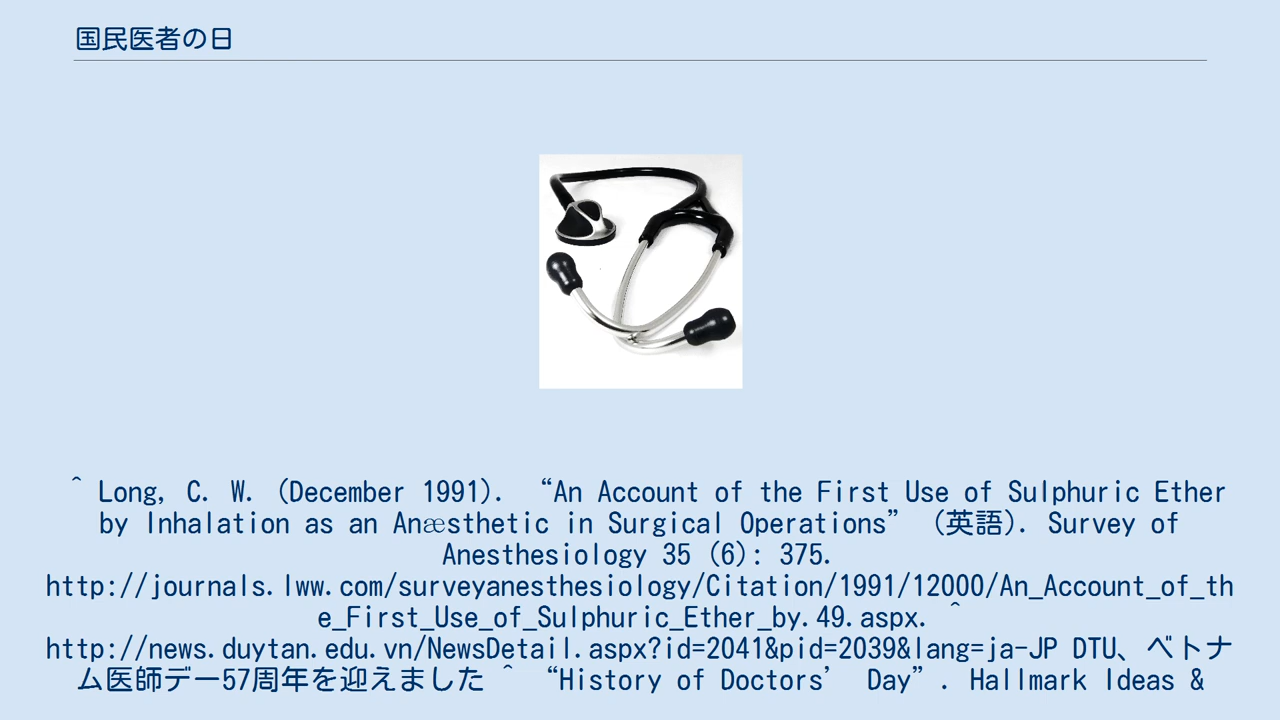 国民医者の日
^ Long, C. W. (December 1991). “An Account of the First Use of Sulphuric Ether
by Inhalation as an Anæsthetic in Surgical Operations” (英語). Survey of
Anesthesiology 35 (6): 375.
http://journals.lww.com/surveyanesthesiology/Citation/1991/12000/An_Account_of_th
e_First_Use_of_Sulphuric_Ether_by.49.aspx. ^
http://news.duytan.edu.vn/NewsDetail.aspx?id=2041&pid=2039&lang=ja-JP DTU、ベトナ
ム医師デー57周年を迎えました ^ “History of Doctors’ Day”. Hallmark Ideas &